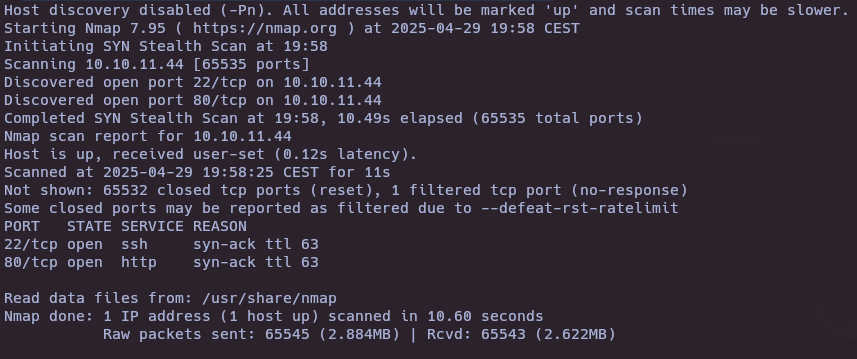 Host discovery disabled (-Pn). All addresses will be marked 'up' and scan times may be slower.
Starting Nmap 7.95 ( https://nmap.org ) at 2025-04-29 19:58 CEST
Initiating SYN Stealth Scan at 19:58
Scanning 10.10.11.44 [65535 ports]
Discovered open port 22/tcp on 10.10.11.44
Discovered open port 80/tcp on 10.10.11.44
Completed SYN Stealth Scan at 19:58, 10.49s elapsed (65535 total ports)
Nmap scan report for 10.10.11.44
Host is up, received user-set (0.12s latency).
Scanned at 2025-04-29 19:58:25 CEST for 11s
Not shown: 65532 closed tcp ports (reset), 1 filtered tcp port (no-response)
Some closed ports may be reported as filtered due to --defeat-rst-ratelimit
PORT   STATE SERVICE REASON
22/tcp open  ssh     syn-ack ttl 63
80/tcp open  http    syn-ack ttl 63

Read data files from: /usr/share/nmap
Nmap done: 1 IP address (1 host up) scanned in 10.60 seconds
           Raw packets sent: 65545 (2.884MB) | Rcvd: 65543 (2.622MB)